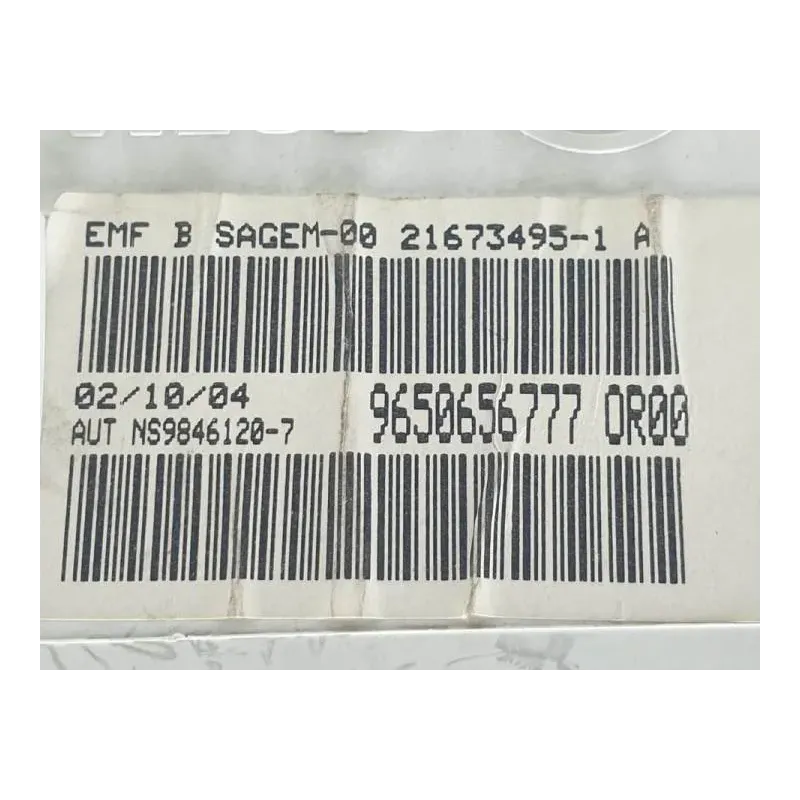 EMF B SAGEM-00 21673495-1 A
02/10/04
AUT NS9846120-7
9650656777 0R00